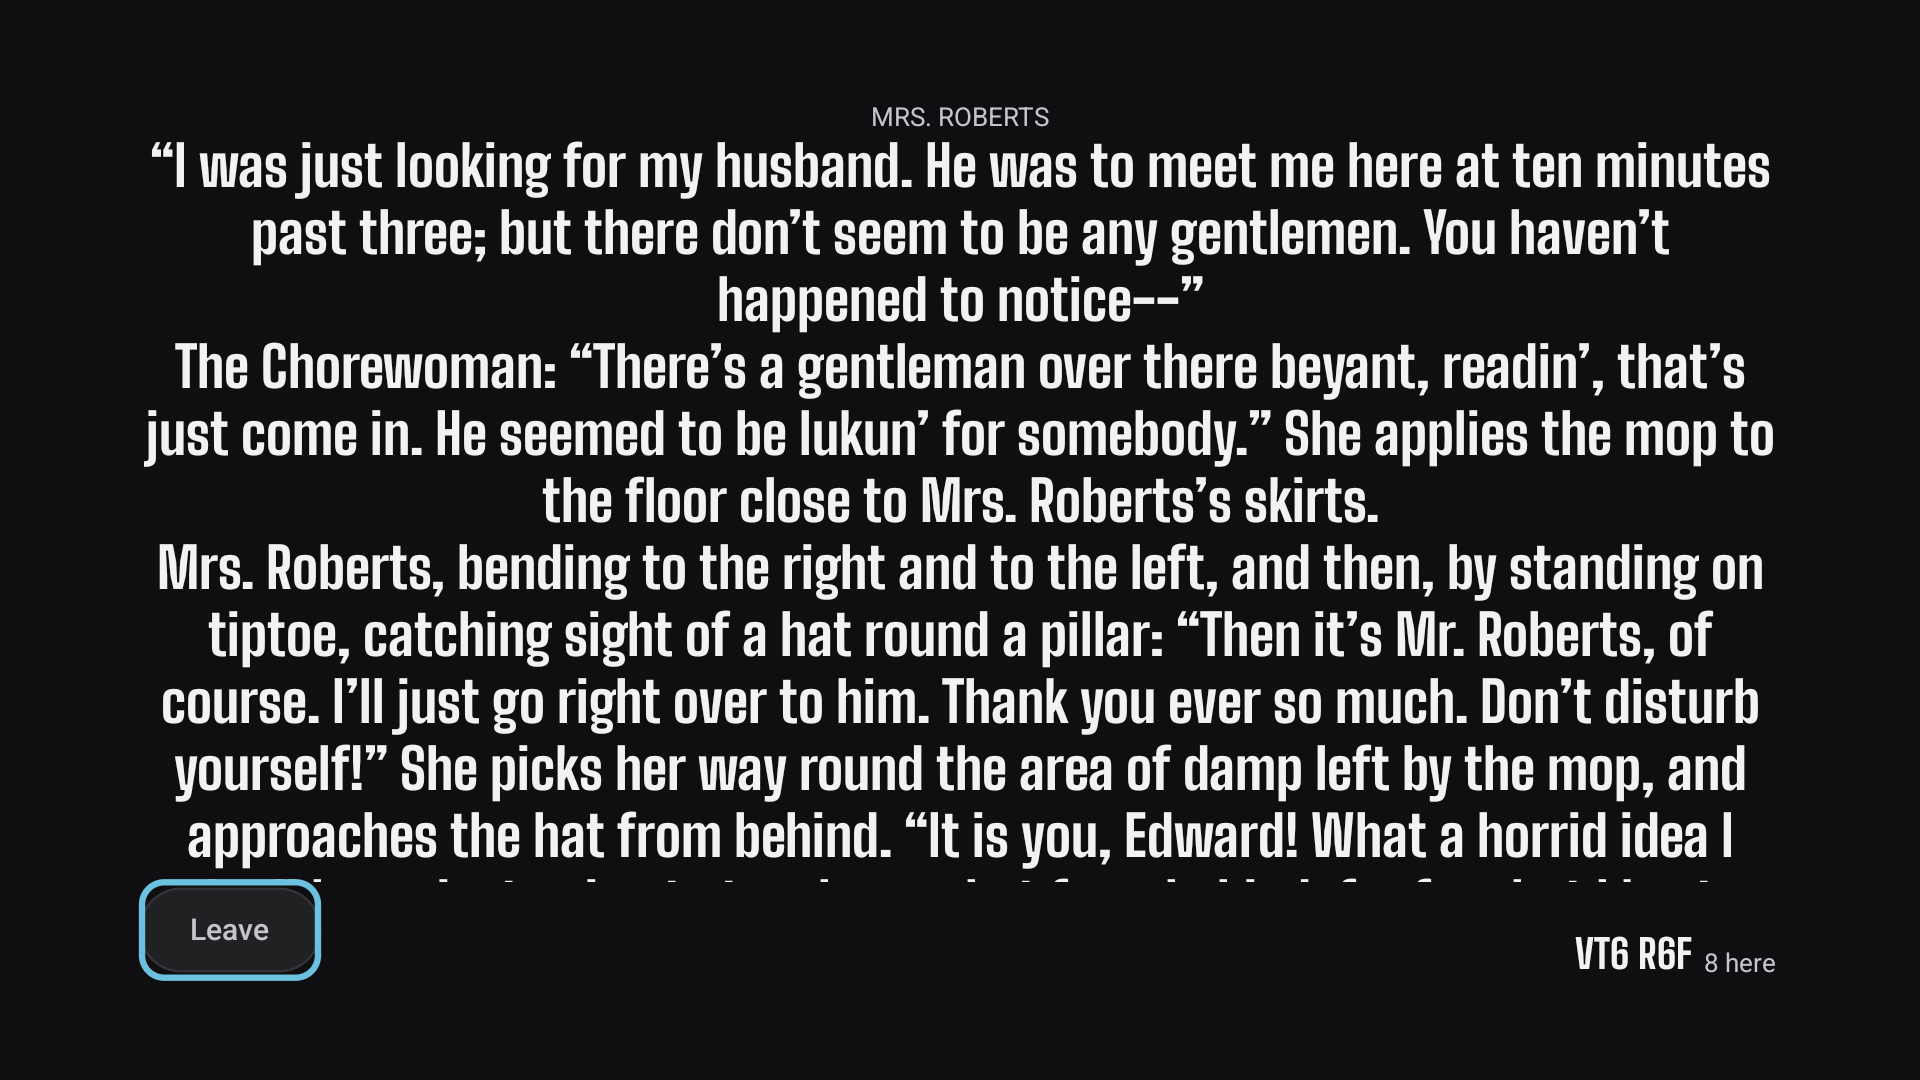 MRS. ROBERTS
“I was just looking for my husband. He was to meet me here at ten minutes
past three; but there don’t seem to be any gentlemen. You haven’t
happened to notice--”
The Chorewoman: “There’s a gentleman over there beyant, readin’, that’s
just come in. He seemed to be lukun’ for somebody.” She applies the mop to
the floor close to Mrs. Roberts’s skirts.
Mrs. Roberts, bending to the right and to the left, and then, by standing on
tiptoe, catching sight of a hat round a pillar: “Then it’s Mr. Roberts, of
course. I’ll just go right over to him. Thank you ever so much. Don’t disturb
yourself!” She picks her way round the area of damp left by the mop, and
approaches the hat from behind. “It is you, Edward! What a horrid idea I
Leave
VT6 R6F 8 here